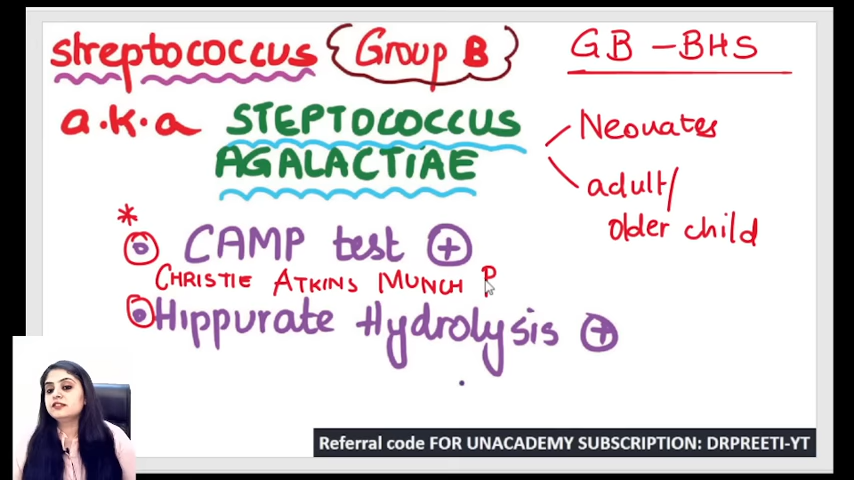 streptococcus Group B
GB - BHS
a.k.a STEPTOCOCCUS
AGALACTIAE
Neonates
adult/
older child
* CAMP test +
CHRISTIE ATKINS MUNCH P
Hippurate Hydrolysis +
Referral code FOR UNACADEMY SUBSCRIPTION: DRPREETI-YT